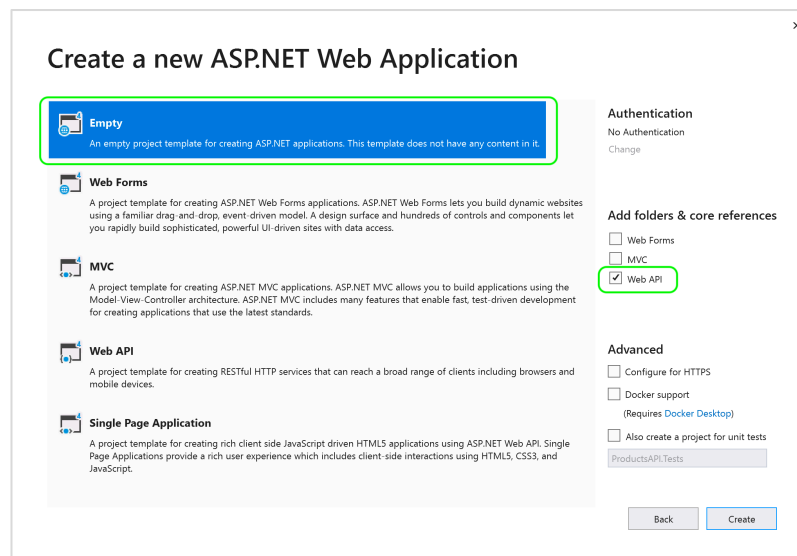 Create a new ASP.NET Web Application
Empty
An empty project template for creating ASP.NET applications. This template does not have any content in it.
Web Forms
A project template for creating ASP.NET Web Forms applications. ASP.NET Web Forms lets you build dynamic websites
using a familiar drag-and-drop, event-driven model. A design surface and hundreds of controls and components let
you rapidly build sophisticated, powerful UI-driven sites with data access.
MVC
A project template for creating ASP.NET MVC applications. ASP.NET MVC allows you to build applications using the
Model-View-Controller architecture. ASP.NET MVC includes many features that enable fast, test-driven development
for creating applications that use the latest standards.
Web API
A project template for creating RESTful HTTP services that can reach a broad range of clients including browsers and
mobile devices.
Single Page Application
A project template for creating rich client side JavaScript driven HTML5 applications using ASP.NET Web API. Single
Page Applications provide a rich user experience which includes client-side interactions using HTML5, CSS3, and
JavaScript.
Authentication
No Authentication
Change
Add folders & core references
Web Forms
MVC
Web API
Advanced
Configure for HTTPS
Docker support
(Requires Docker Desktop)
Also create a project for unit tests
ProductsAPI.Tests
Back
Create